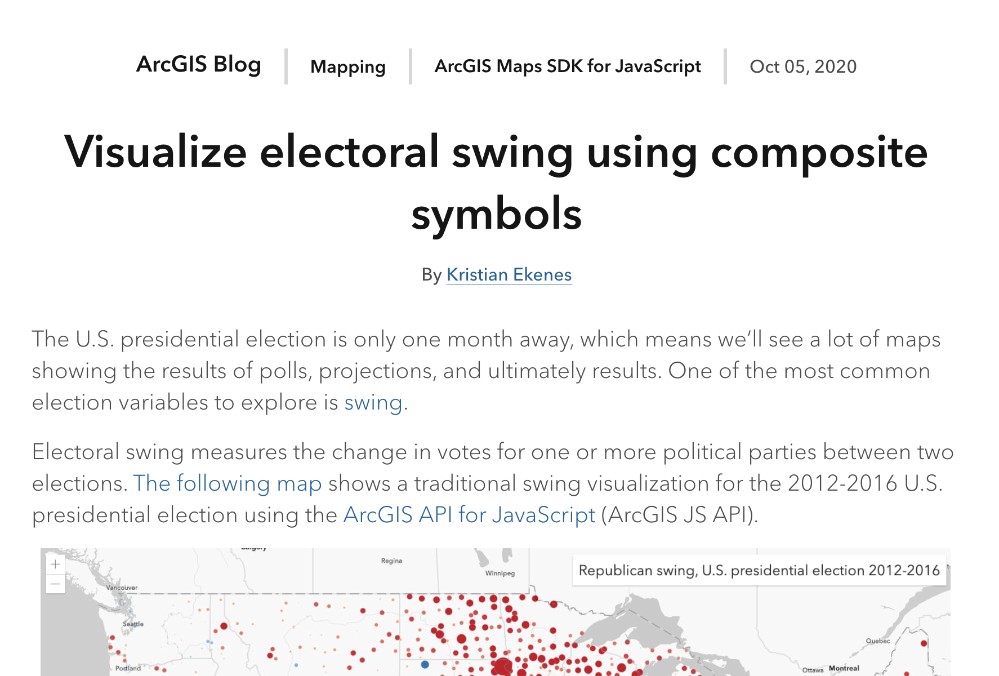 ArcGIS Blog | Mapping | ArcGIS Maps SDK for JavaScript | Oct 05, 2020
Visualize electoral swing using composite
symbols
By Kristian Ekenes
The U.S. presidential election is only one month away, which means we’ll see a lot of maps
showing the results of polls, projections, and ultimately results. One of the most common
election variables to explore is swing.
Electoral swing measures the change in votes for one or more political parties between two
elections. The following map shows a traditional swing visualization for the 2012-2016 U.S.
presidential election using the ArcGIS API for JavaScript (ArcGIS JS API).
Calgary
+
Regina
Republican swing, U.S. presidential election 2012-2016
Winnipeg
−
Vancouver
Seattle
Quebec
Portland
Ottawa
Montreal